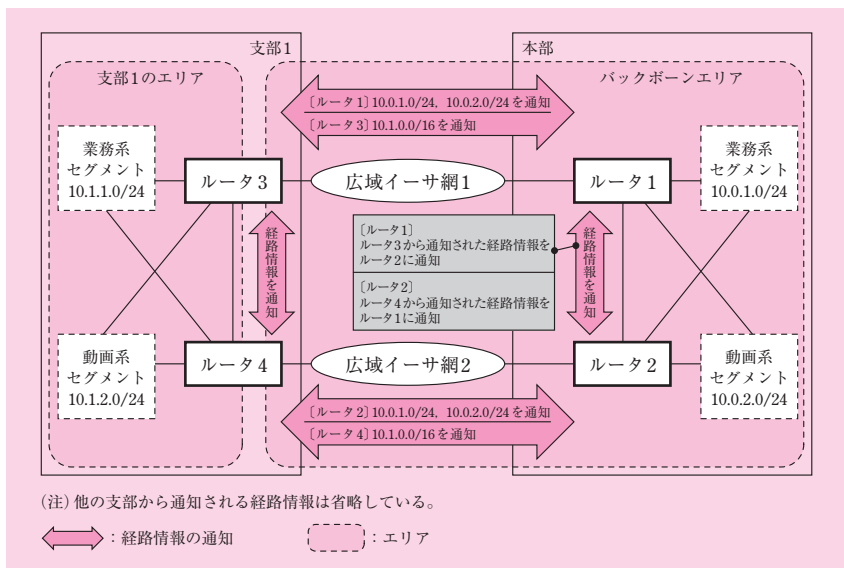 支部1
本部
支部1のエリア
バックボーンエリア
〔ルータ1〕10.0.1.0/24，10.0.2.0/24を通知
〔ルータ3〕10.1.0.0/16を通知
業務系
セグメント
10.1.1.0/24
ルータ3
広域イーサ網1
ルータ1
業務系
セグメント
10.0.1.0/24
経路情報を通知
〔ルータ1〕
ルータ3から通知された経路情報を
ルータ2に通知
〔ルータ2〕
ルータ4から通知された経路情報を
ルータ1に通知
経路情報を通知
動画系
セグメント
10.1.2.0/24
ルータ4
広域イーサ網2
ルータ2
動画系
セグメント
10.0.2.0/24
〔ルータ2〕10.0.1.0/24，10.0.2.0/24を通知
〔ルータ4〕10.1.0.0/16を通知
(注)他の支部から通知される経路情報は省略している。
：経路情報の通知
：エリア